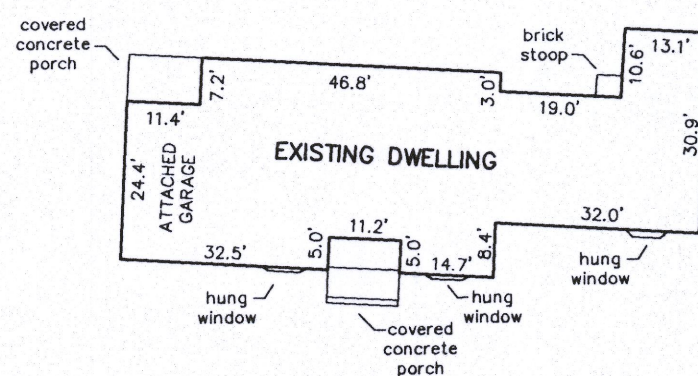 covered
concrete
porch
brick
stoop
13.1'
10.6'
7.2'
46.8'
3.0'
19.0'
11.4'
30.9'
24.4'
ATTACHED
GARAGE
EXISTING DWELLING
32.5'
5.0'
11.2'
5.0'
14.7'
8.4'
32.0'
hung
window
hung
window
hung
window
covered
concrete
porch